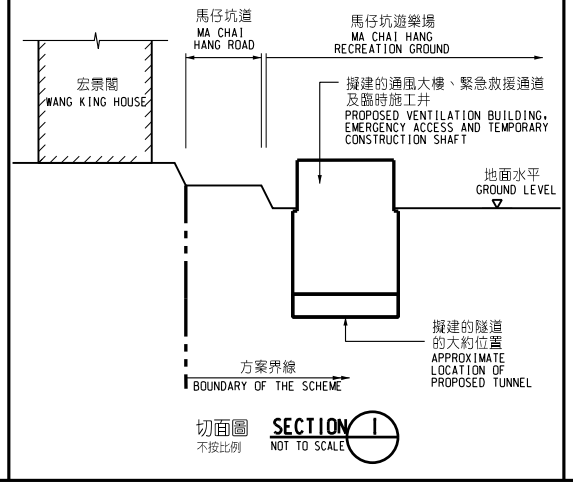 馬仔坑道
MA CHAI
HANG ROAD
馬仔坑遊樂場
MA CHAI HANG
RECREATION GROUND
宏景閣
WANG KING HOUSE
擬建的通風大樓、緊急救援通道
及臨時施工井
PROPOSED VENTILATION BUILDING,
EMERGENCY ACCESS AND TEMPORARY
CONSTRUCTION SHAFT
地面水平
GROUND LEVEL
擬建的隧道
的大約位置
APPROXIMATE
LOCATION OF
PROPOSED TUNNEL
方案界線
BOUNDARY OF THE SCHEME
切面圖
不按比例
SECTION 1
NOT TO SCALE